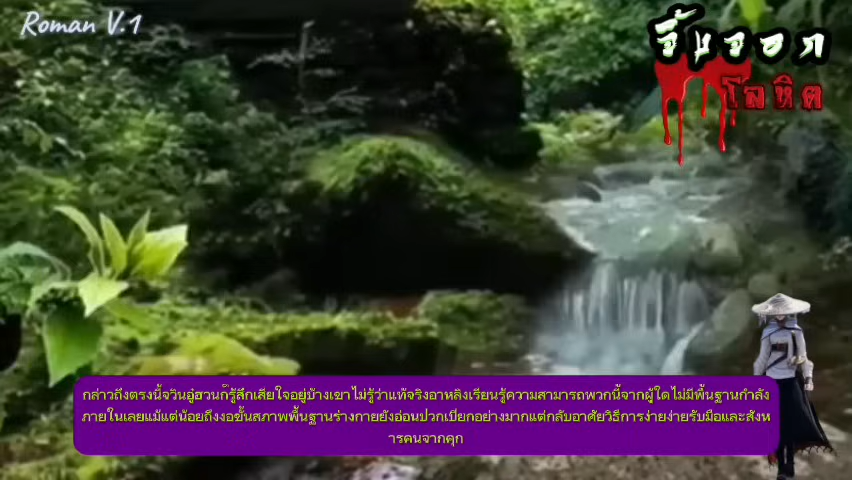 Roman V.1
จิ้นจอก
โลหิต
กล่าวถึงตรงนี้จวินอู๋ฮวนก็รู้สึกเสียใจอยู่บ้างเขาไม่รู้ว่าแท้จริงอาหลิงเรียนรู้ความสามารถพวกนี้จากผู้ใดไม่มีพื้นฐานกำลัง
ภายในเลยแม้แต่น้อยถึงงอขั้นสภาพพื้นฐานร่างกายยังอ่อนปวกเปียกอย่างมากแต่กลับอาศัยวิธีการง่ายง่ายรับมือและสังห
ารคนจากคุก